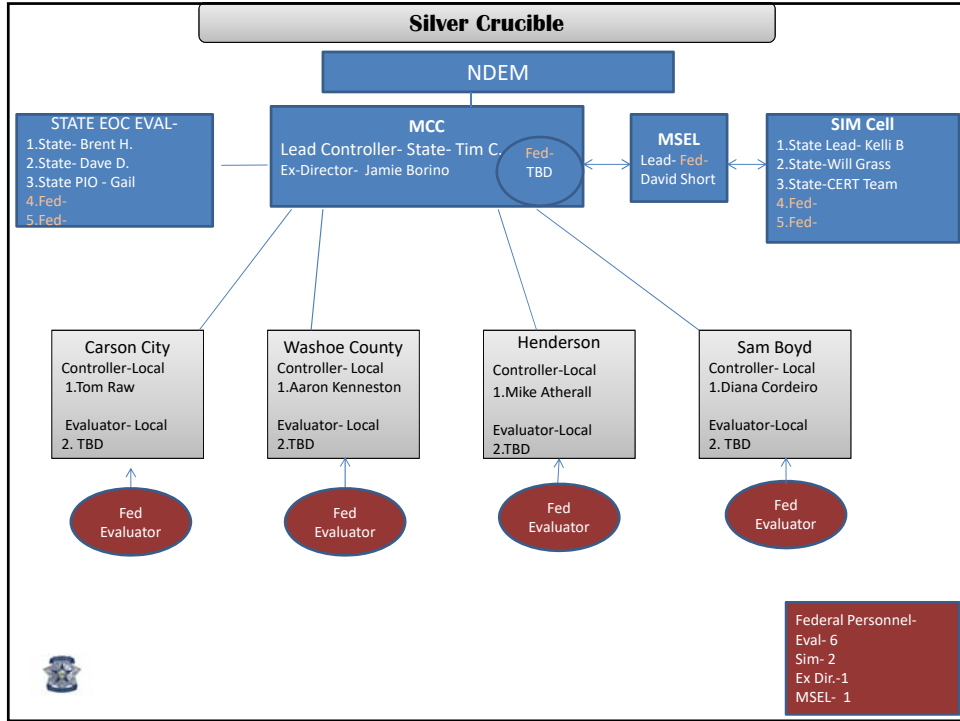 Silver Crucible
NDEM
STATE EOC EVAL-
1.State- Brent H.
2.State- Dave D.
3.State PIO - Gail
4.Fed-
5.Fed-
MCC
Lead Controller- State- Tim C.
Ex-Director- Jamie Borino
Fed-
TBD
MSEL
Lead- Fed-
David Short
SIM Cell
1.State Lead- Kelli B
2.State-Will Grass
3.State-CERT Team
4.Fed-
5.Fed-
Carson City
Controller-Local
1.Tom Raw
Evaluator- Local
2. TBD
Washoe County
Controller- Local
1.Aaron Kenneston
Evaluator- Local
2.TBD
Henderson
Controller-Local
1.Mike Atherall
Evaluator-Local
2.TBD
Sam Boyd
Controller- Local
1.Diana Cordeiro
Evaluator-Local
2. TBD
Fed
Evaluator
Fed
Evaluator
Fed
Evaluator
Fed
Evaluator
Federal Personnel-
Eval- 6
Sim- 2
Ex Dir.-1
MSEL- 1